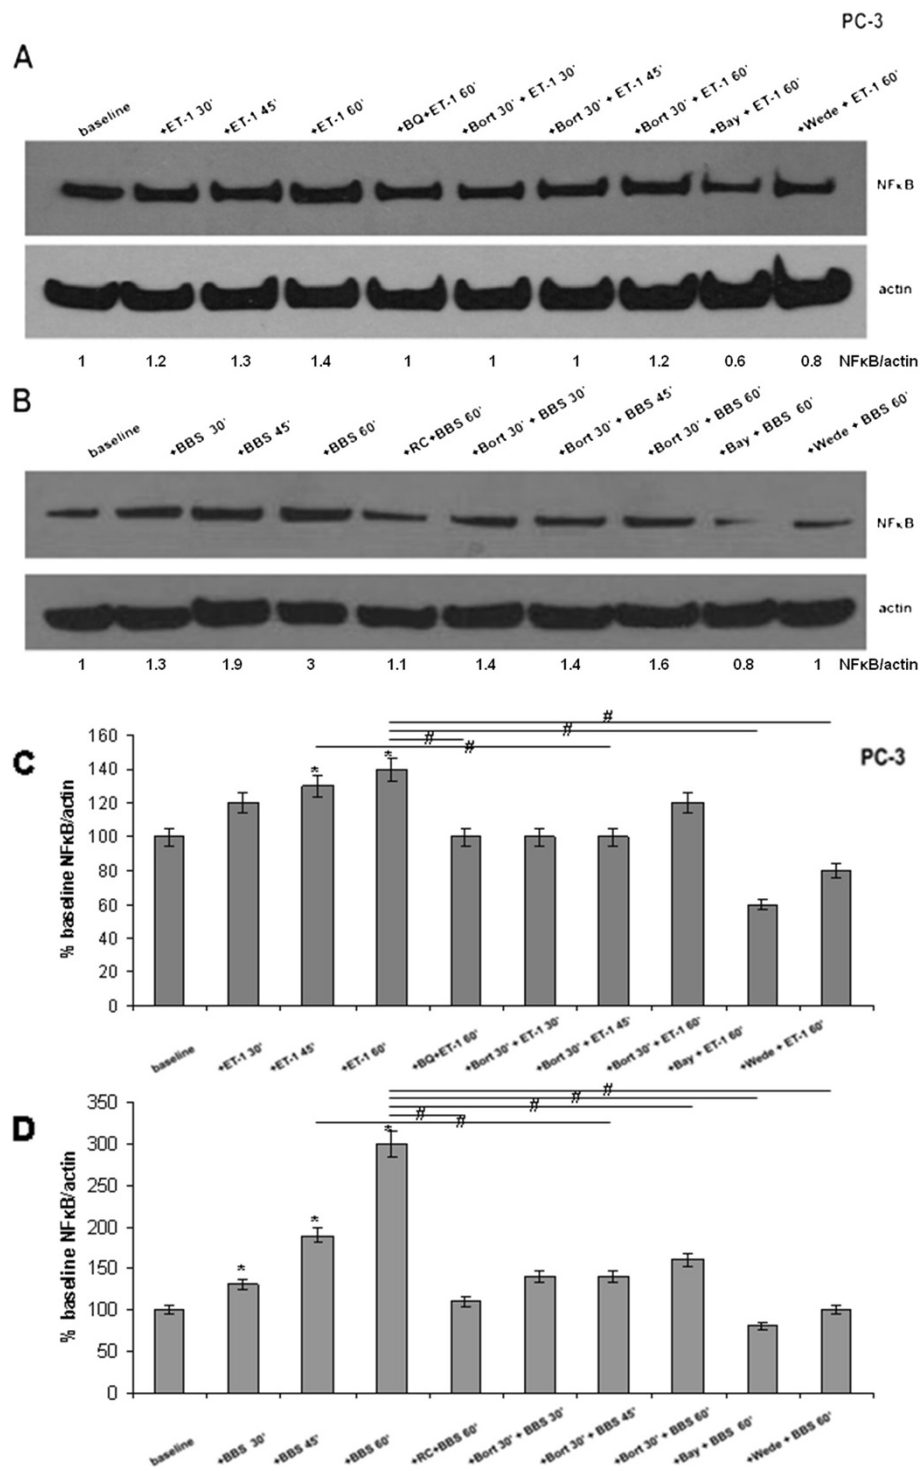 PC-3
A
baseline +ET-1 30' +ET-1 45' +ET-1 60' +BQ+ET-1 60' +Bort 30' + ET-1 30' +Bort 30' + ET-1 45' +Bort 30' + ET-1 60' +Bay + ET-1 60' +Wede + ET-1 60'
NFκB
actin
1 1.2 1.3 1.4 1 1 1 1.2 0.6 0.8 NFκB/actin
B
baseline +BBS 30' +BBS 45' +BBS 60' +RC+BBS 60' +Bort 30' + BBS 30' +Bort 30' + BBS 45' +Bort 30' + BBS 60' +Bay + BBS 60' +Wede + BBS 60'
NFκB
actin
1 1.3 1.9 3 1.1 1.4 1.4 1.6 0.8 1 NFκB/actin
C
PC-3
% baseline NFκB/actin
160
140
120
100
80
60
40
20
0
# # # #
* *
baseline +ET-1 30' +ET-1 45' +ET-1 60' +BQ+ET-1 60' +Bort 30' + ET-1 30' +Bort 30' + ET-1 45' +Bort 30' + ET-1 60' +Bay + ET-1 60' +Wede + ET-1 60'
D
% baseline NFκB/actin
350
300
250
200
150
100
50
0
# # # # #
* * *
baseline +BBS 30' +BBS 45' +BBS 60' +RC+BBS 60' +Bort 30' + BBS 30' +Bort 30' + BBS 45' +Bort 30' + BBS 60' +Bay + BBS 60' +Wede + BBS 60'